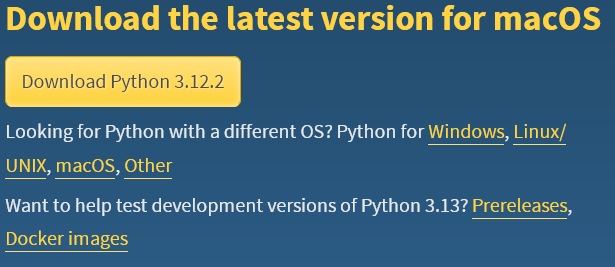 Download the latest version for macOS
Download Python 3.12.2
Looking for Python with a different OS? Python for Windows, Linux/
UNIX, macOS, Other
Want to help test development versions of Python 3.13? Prereleases,
Docker images